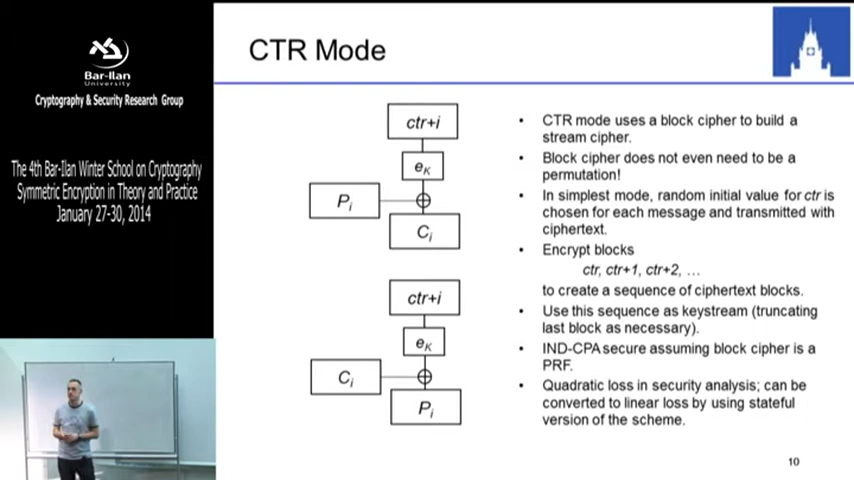 CTR Mode
Bar-Ilan
University
Cryptography & Security Research Group
The 4th Bar-Ilan Winter School on Cryptography
Symmetric Encryption in Theory and Practice
January 27-30, 2014
ctr+i
eK
Pi
Ci
ctr+i
eK
Ci
Pi
• CTR mode uses a block cipher to build a
stream cipher.
• Block cipher does not even need to be a
permutation!
• In simplest mode, random initial value for ctr is
chosen for each message and transmitted with
ciphertext.
• Encrypt blocks
ctr, ctr+1, ctr+2, …
to create a sequence of ciphertext blocks.
• Use this sequence as keystream (truncating
last block as necessary).
• IND-CPA secure assuming block cipher is a
PRF.
• Quadratic loss in security analysis; can be
converted to linear loss by using stateful
version of the scheme.
10